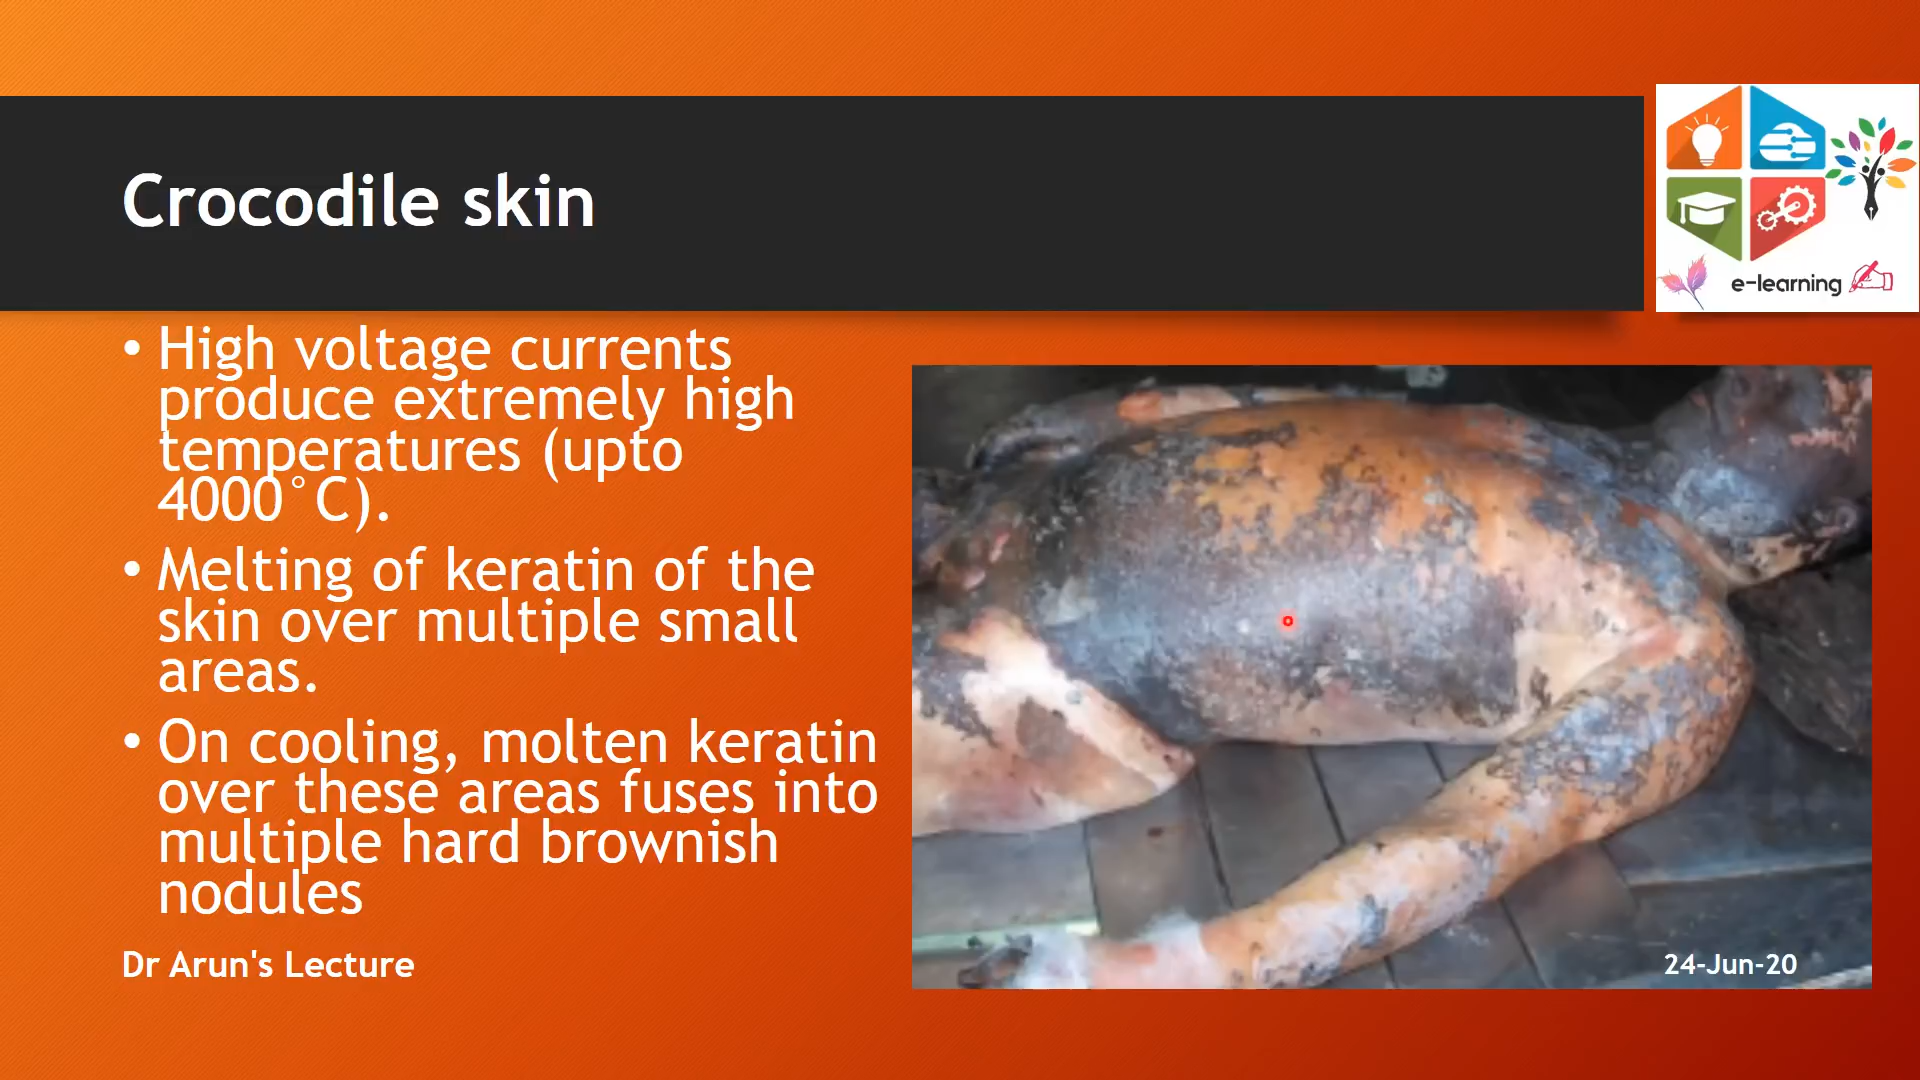 Crocodile skin
e-learning
• High voltage currents
produce extremely high
temperatures (upto
4000°C).
• Melting of keratin of the
skin over multiple small
areas.
• On cooling, molten keratin
over these areas fuses into
multiple hard brownish
nodules
Dr Arun's Lecture
24-Jun-20